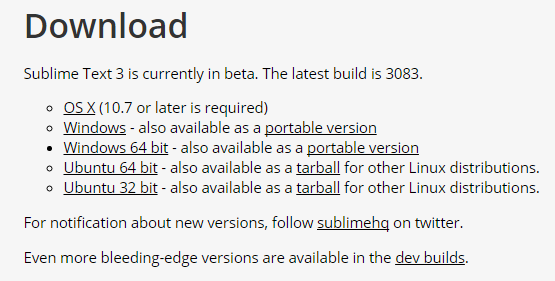 Download
Sublime Text 3 is currently in beta. The latest build is 3083.
OS X (10.7 or later is required)
Windows - also available as a portable version
Windows 64 bit - also available as a portable version
Ubuntu 64 bit - also available as a tarball for other Linux distributions.
Ubuntu 32 bit - also available as a tarball for other Linux distributions.
For notification about new versions, follow sublimehq on twitter.
Even more bleeding-edge versions are available in the dev builds.